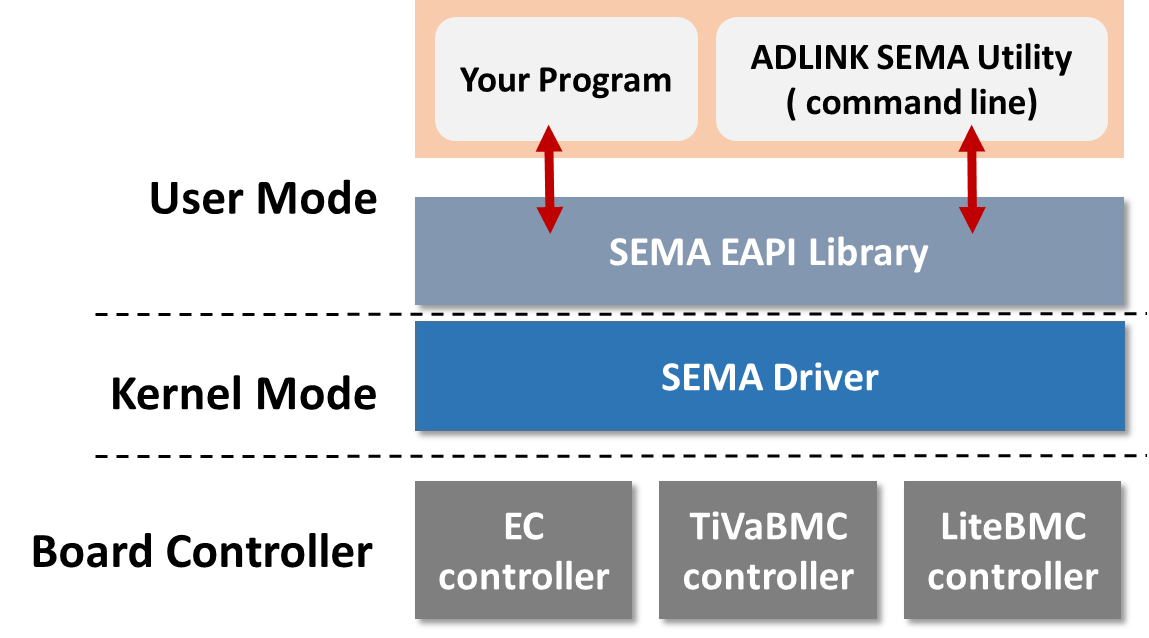 Your Program
ADLINK SEMA Utility
( command line)
User Mode
SEMA EAPI Library
Kernel Mode
SEMA Driver
Board Controller
EC
controller
TiVaBMC
controller
LiteBMC
controller